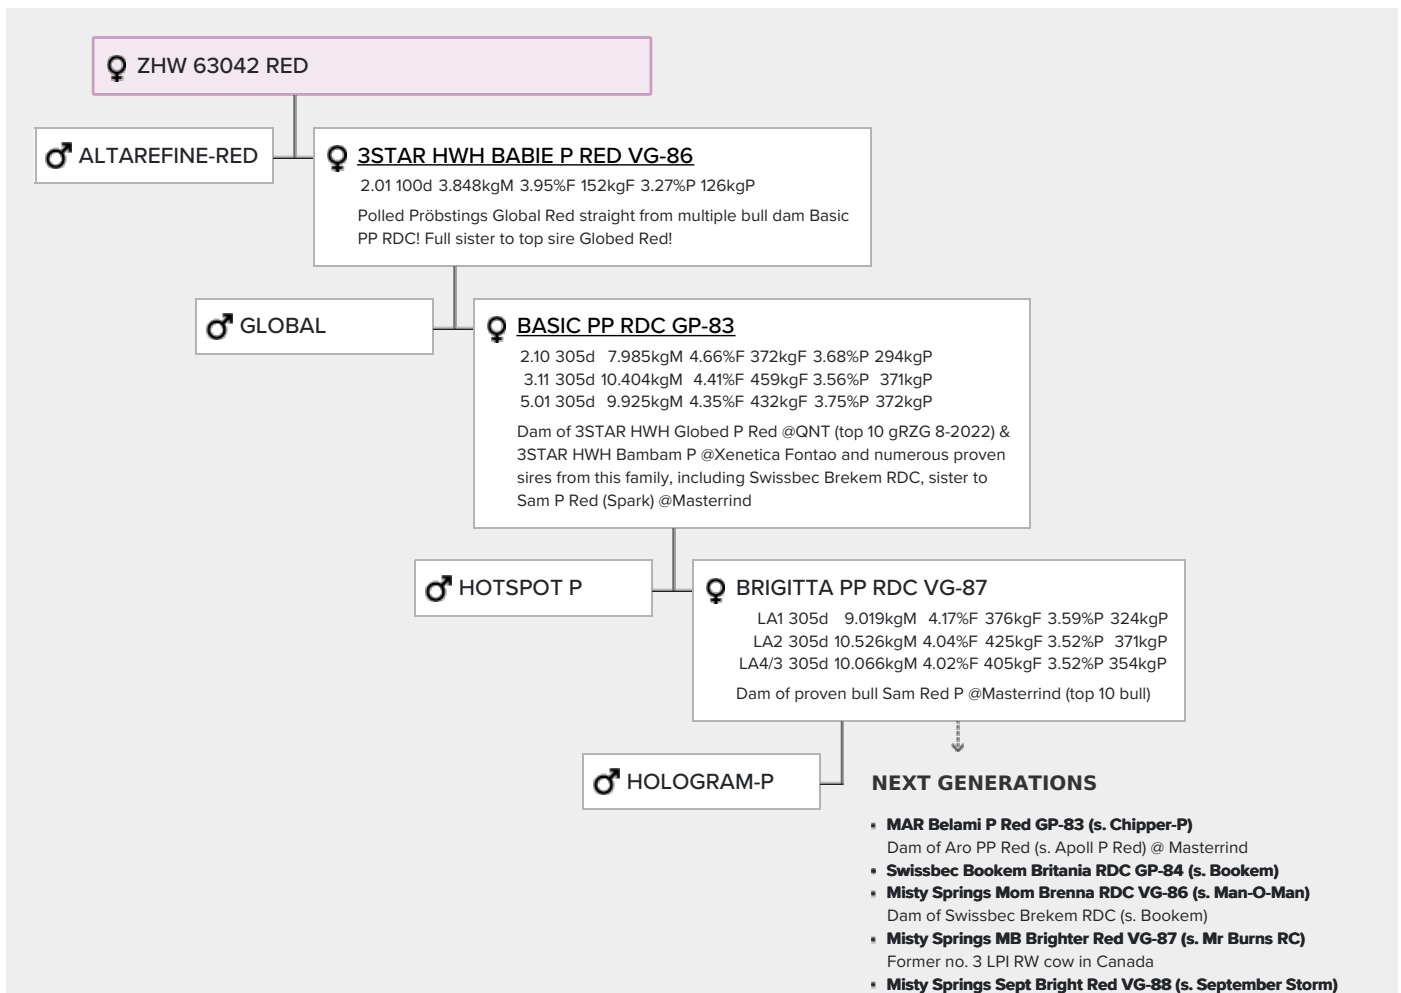 ZHW 63042 RED
ALTAREFINE-RED
3STAR HWH BABIE P RED VG-86
2.01 100d 3.848kgM 3.95%F 152kgF 3.27%P 126kgP
Polled Pröbstings Global Red straight from multiple bull dam Basic
PP RDC! Full sister to top sire Globed Red!
GLOBAL
BASIC PP RDC GP-83
2.10 305d 7.985kgM 4.66%F 372kgF 3.68%P 294kgP
3.11 305d 10.404kgM 4.41%F 459kgF 3.56%P 371kgP
5.01 305d 9.925kgM 4.35%F 432kgF 3.75%P 372kgP
Dam of 3STAR HWH Globed P Red @QNT (top 10 gRZG 8-2022) &
3STAR HWH Bambam P @Xenetica Fontao and numerous proven
sires from this family, including Swissbec Brekem RDC, sister to
Sam P Red (Spark) @Masterrind
HOTSPOT P
BRIGITTA PP RDC VG-87
LA1 305d 9.019kgM 4.17%F 376kgF 3.59%P 324kgP
LA2 305d 10.526kgM 4.04%F 425kgF 3.52%P 371kgP
LA4/3 305d 10.066kgM 4.02%F 405kgF 3.52%P 354kgP
Dam of proven bull Sam Red P @Masterrind (top 10 bull)
HOLOGRAM-P
NEXT GENERATIONS
• MAR Belami P Red GP-83 (s. Chipper-P)
Dam of Aro PP Red (s. Apoll P Red) @ Masterrind
• Swissbec Bookem Britania RDC GP-84 (s. Bookem)
• Misty Springs Mom Brenna RDC VG-86 (s. Man-O-Man)
Dam of Swissbec Brekem RDC (s. Bookem)
• Misty Springs MB Brighter Red VG-87 (s. Mr Burns RC)
Former no. 3 LPI RW cow in Canada
• Misty Springs Sept Bright Red VG-88 (s. September Storm)